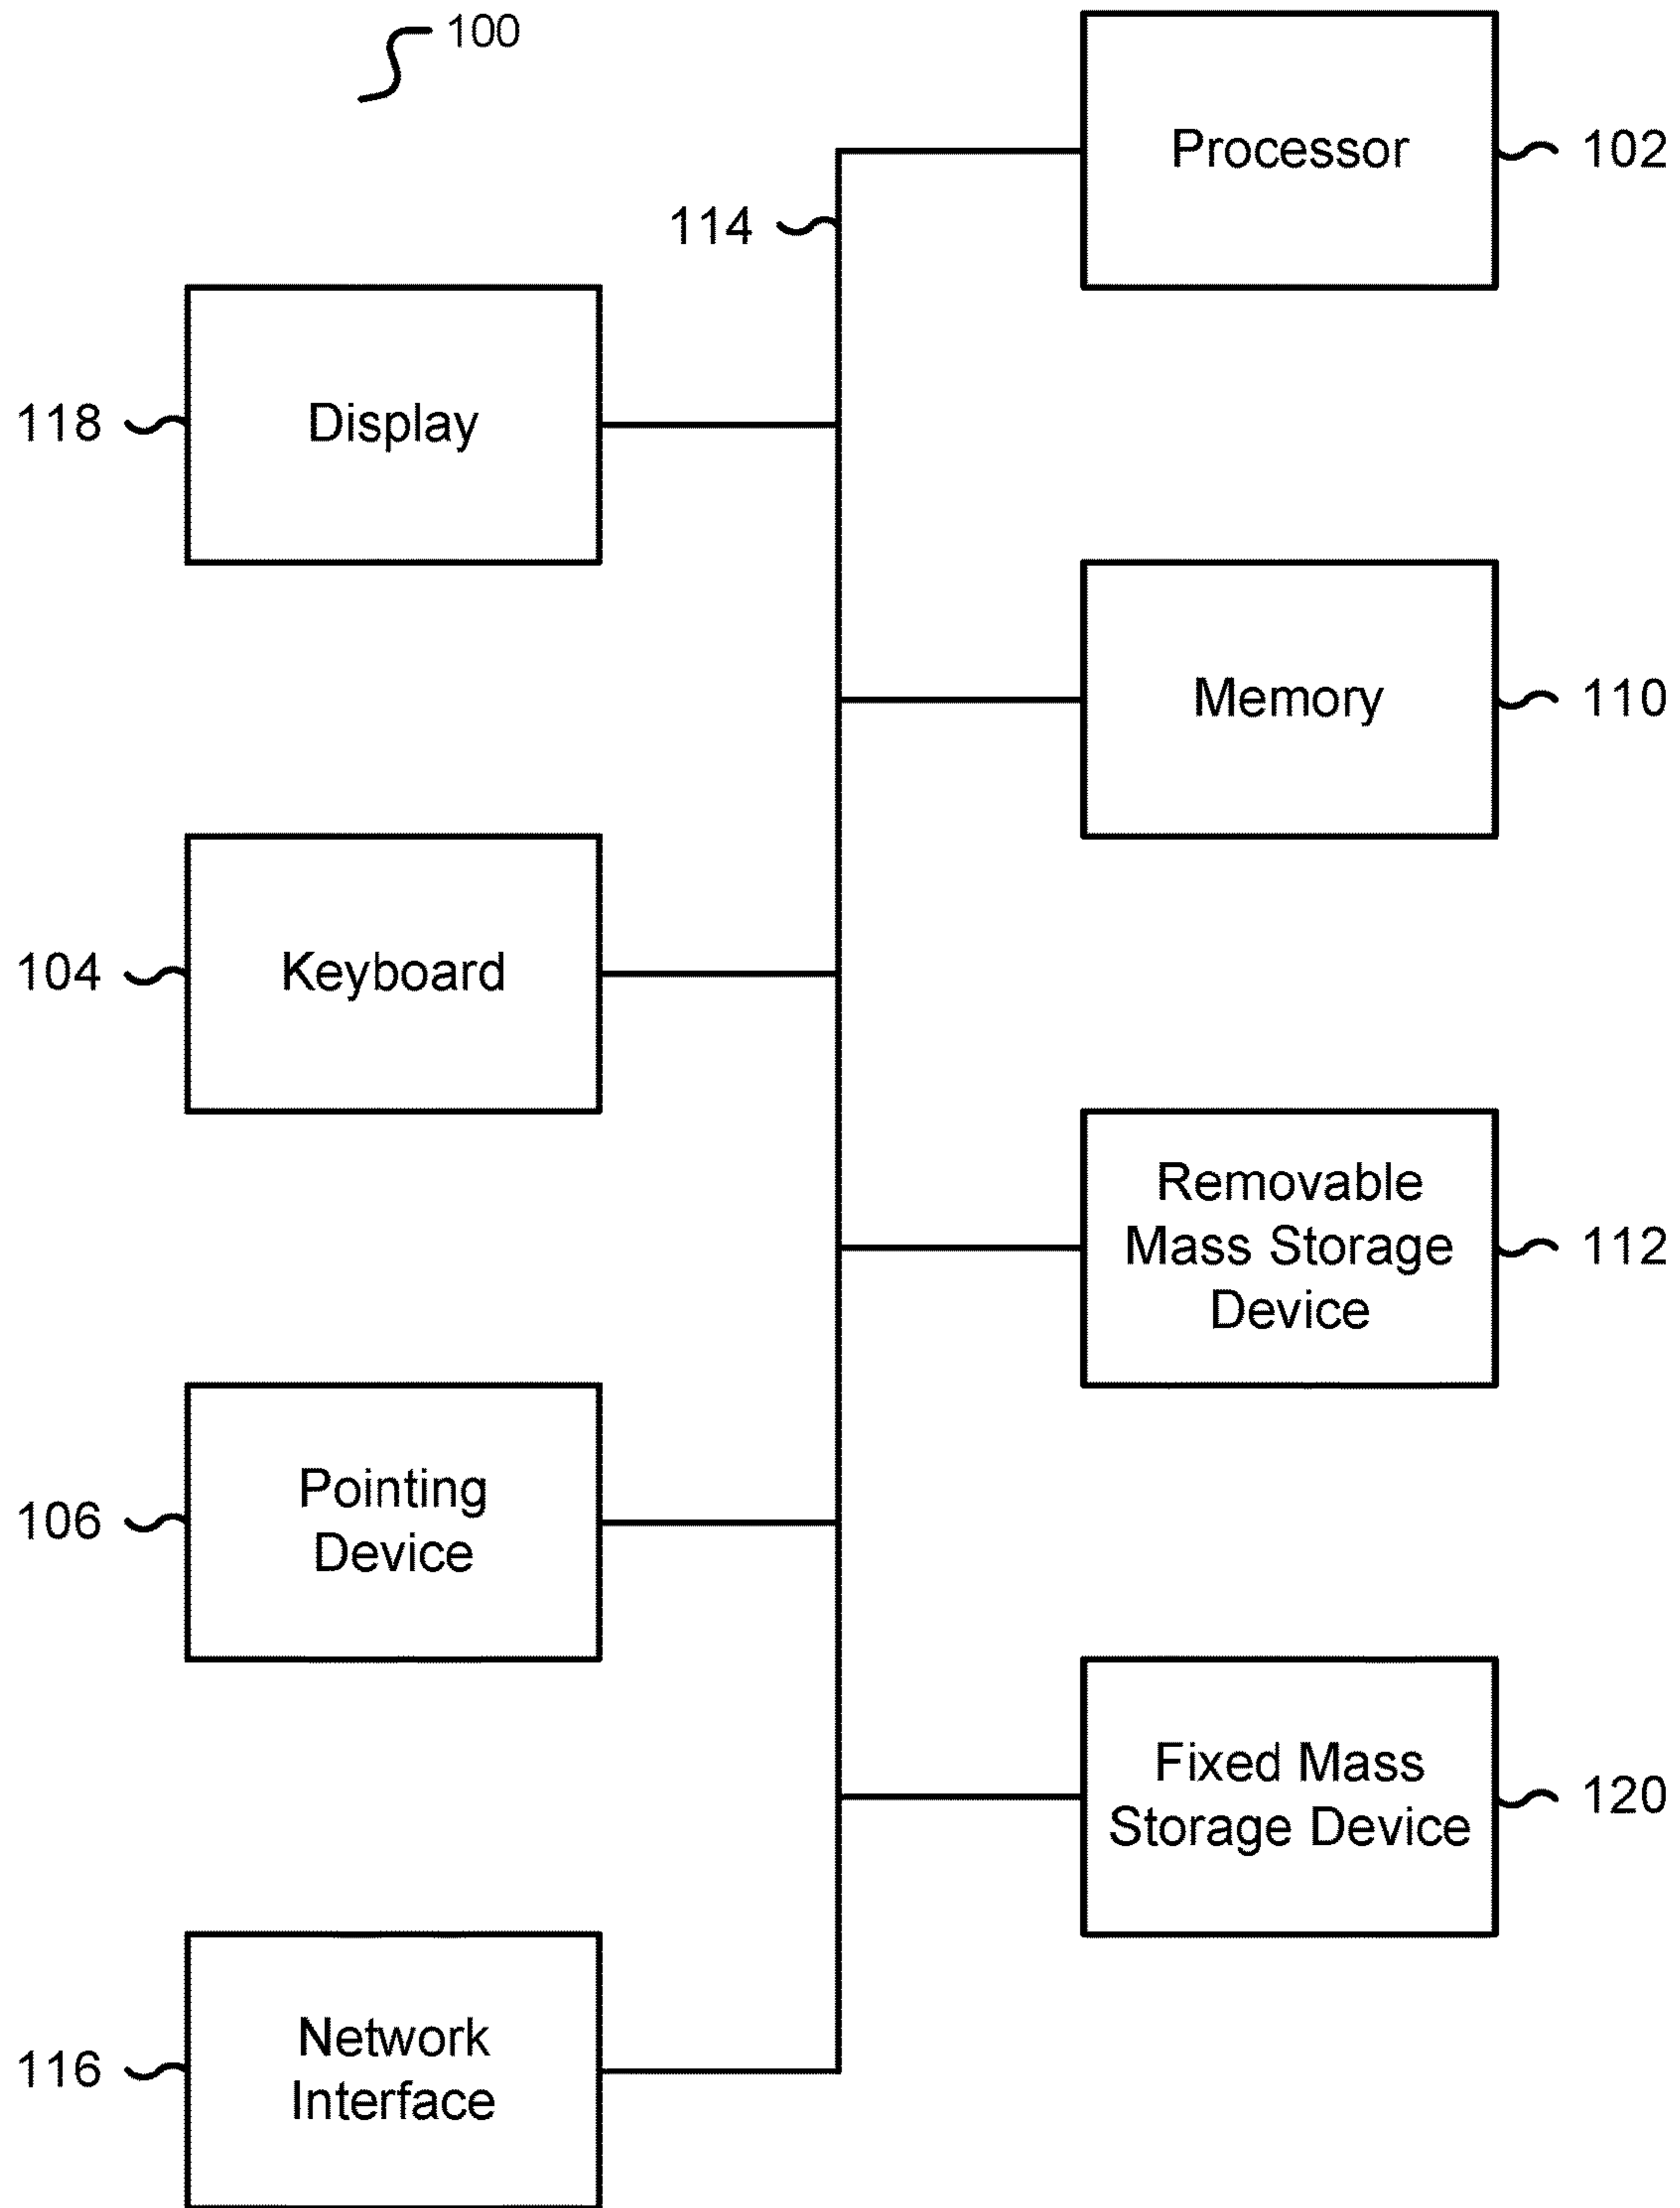 100
Processor
102
114
Display
118
Memory
110
Keyboard
104
Removable
Mass Storage
Device
112
Pointing
Device
106
Fixed Mass
Storage Device
120
Network
Interface
116